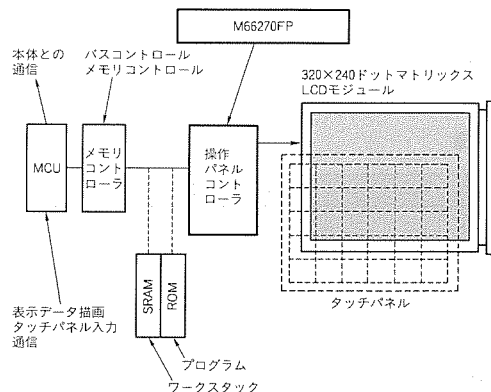 M66270FP
本体との
通信
バスコントロール
メモリコントロール
320×240ドットマトリックス
LCDモジュール
MCU
メモリ
コント
ローラ
操作
パネル
コント
ローラ
タッチパネル
SRAM
ROM
表示データ描画
タッチパネル入力
通信
プログラム
ワークスタック